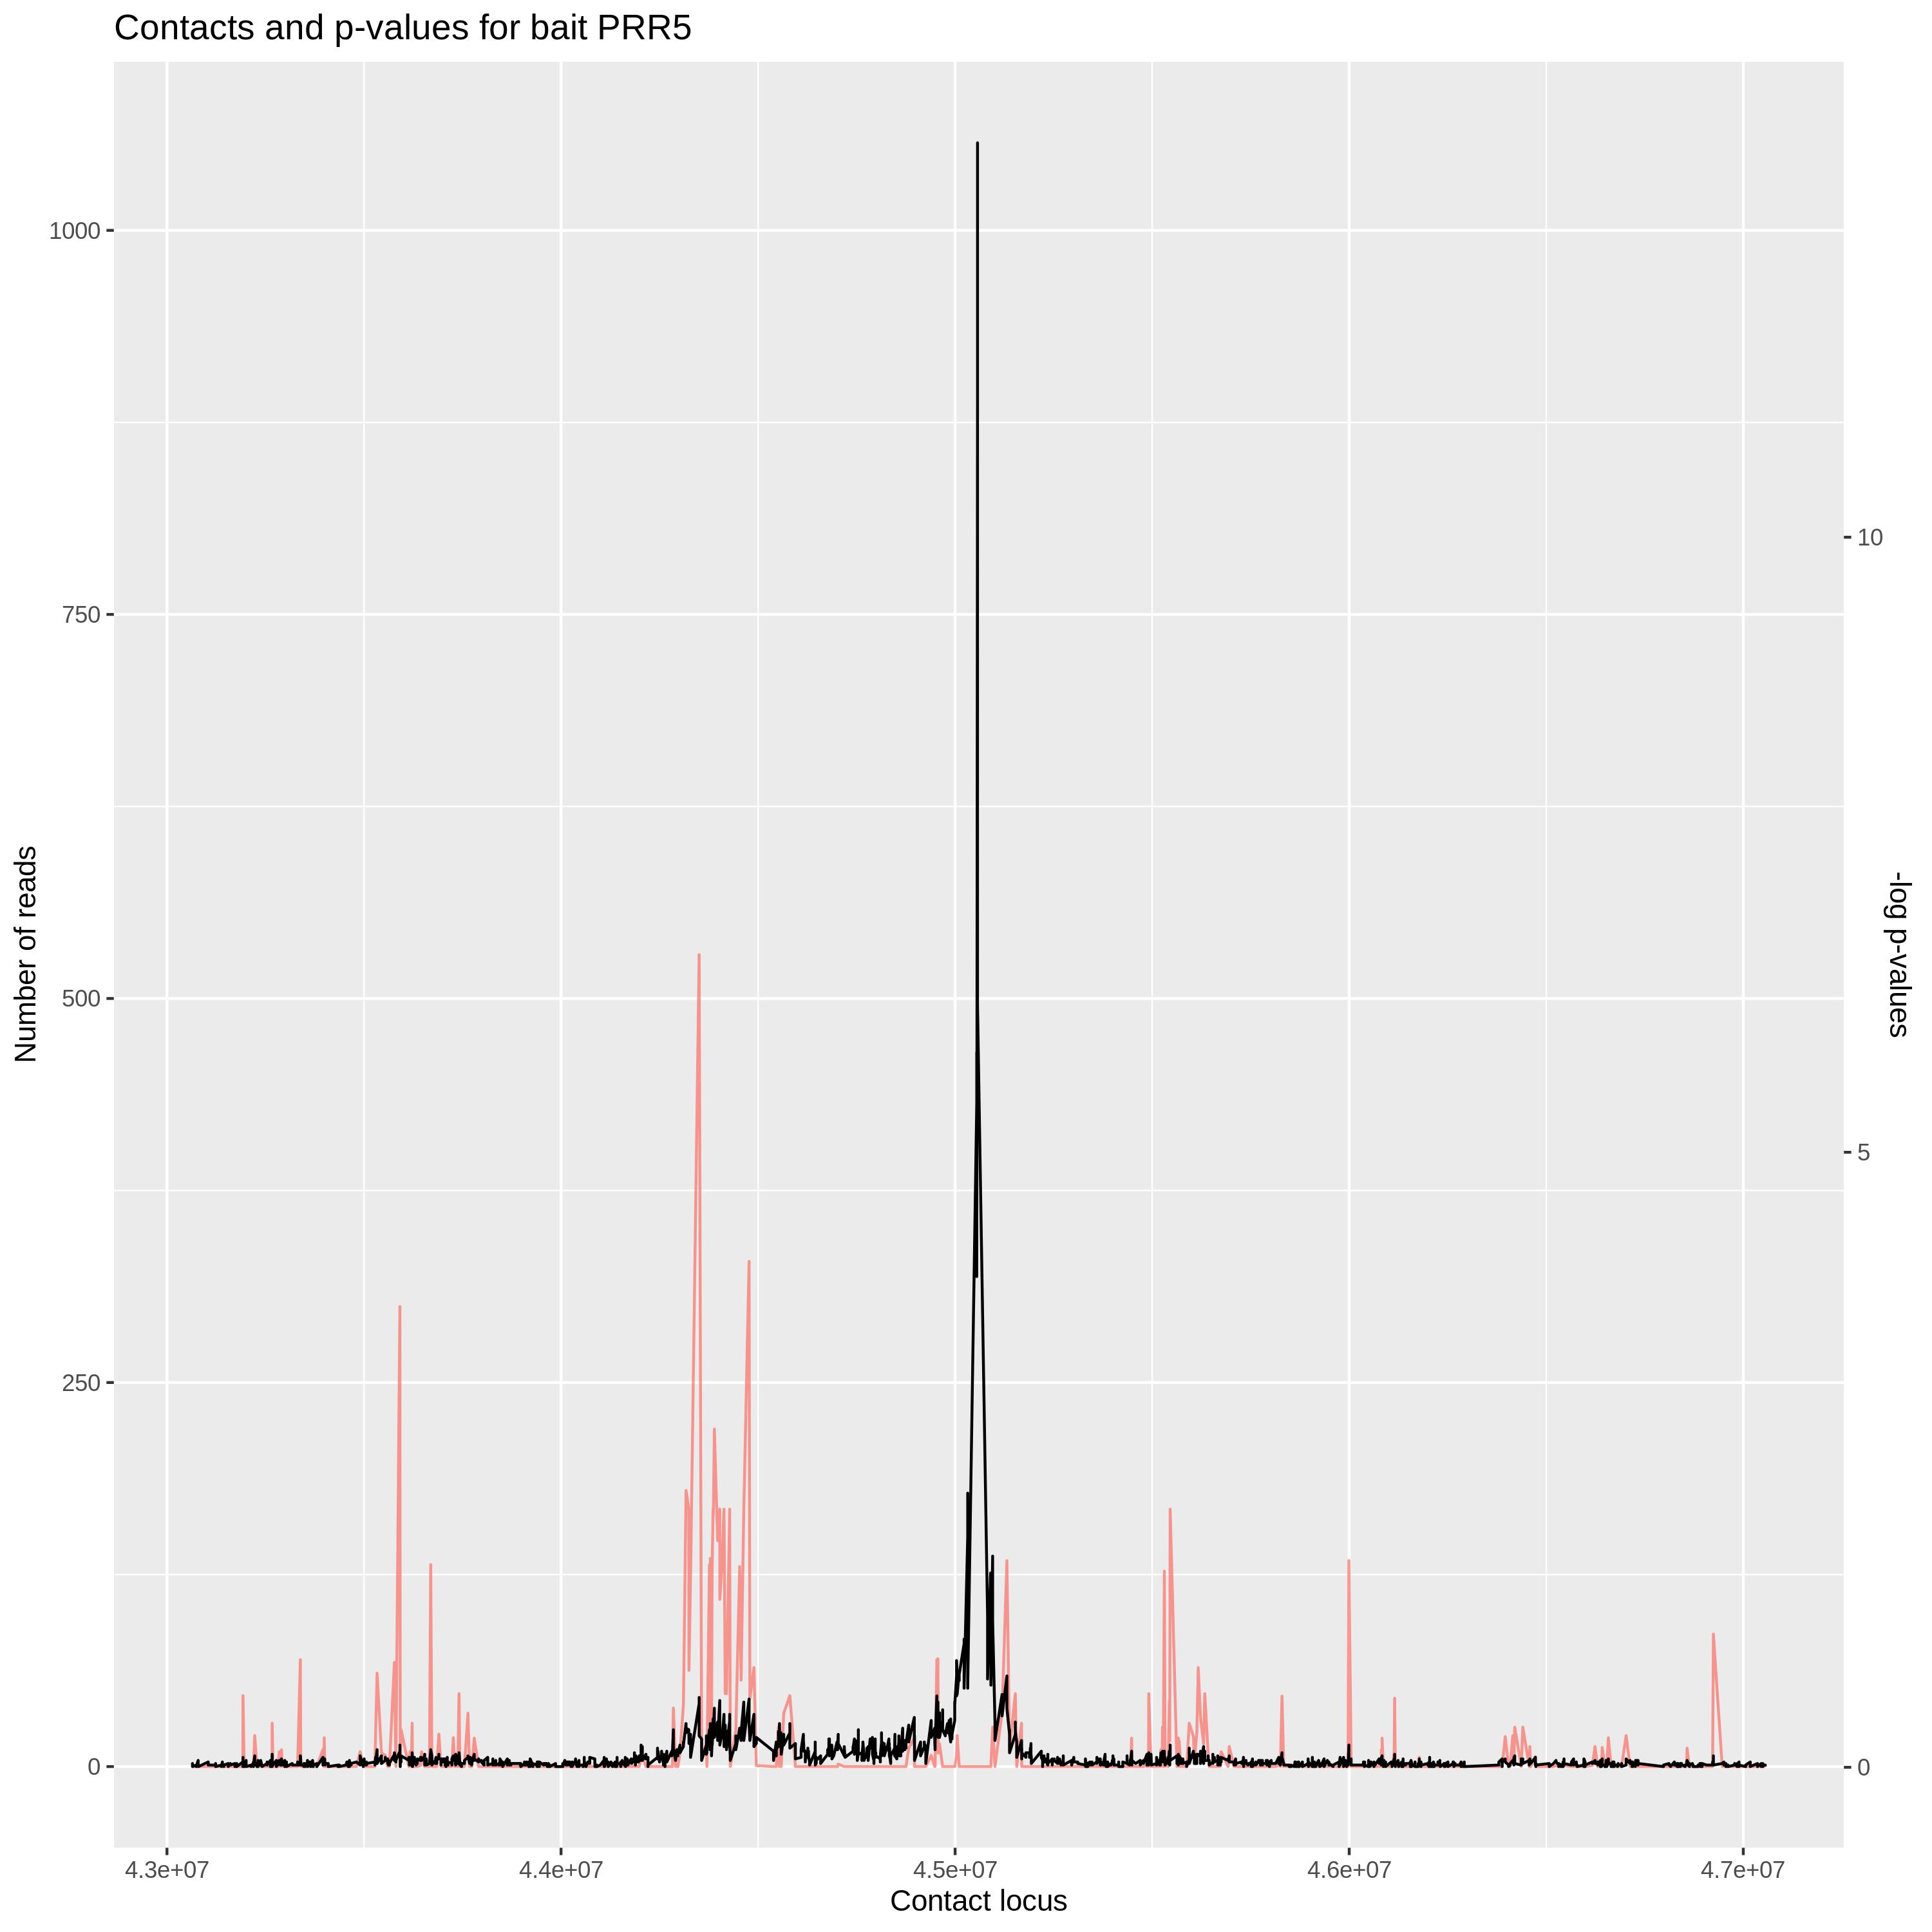 Contacts and p-values for bait PRR5
1000
750
500
250
0
Number of reads
10
5
0
-log p-values
4.3e+07
4.4e+07
4.5e+07
4.6e+07
4.7e+07
Contact locus